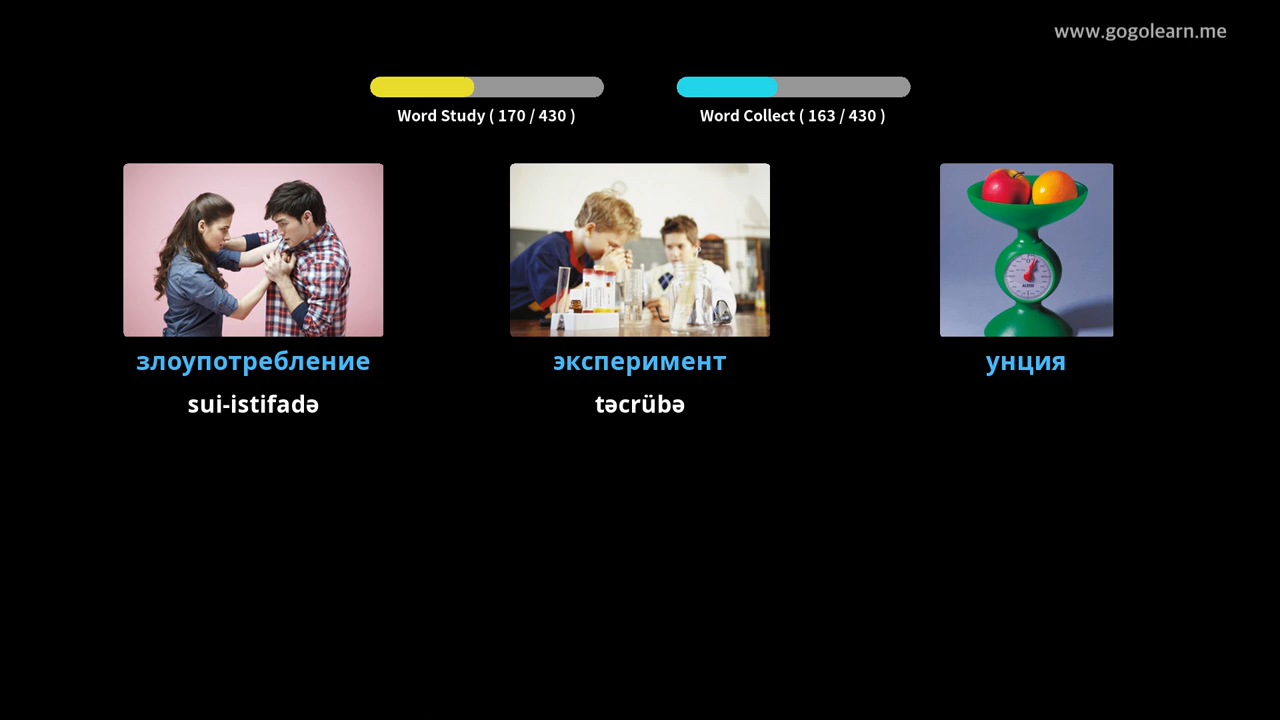 www.gogolearn.me
Word Study ( 170 / 430 )
Word Collect ( 163 / 430 )
злоупотребление
эксперимент
унция
sui-istifadə
təcrübə